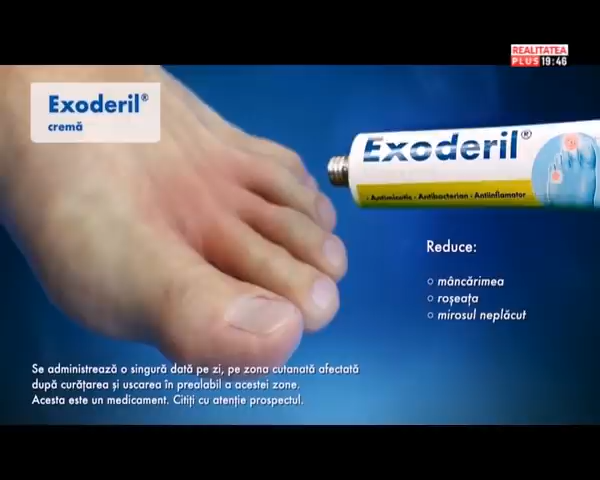 REALITATEA
PLUS 19:46
Exoderil®
cremă
Exoderil®
Antimicotic - Antibacterian - Antiinflamator
Reduce:
mâncărimea
roșeața
mirosul neplăcut
Se administrează o singură dată pe zi, pe zona cutanată afectată
după curățarea și uscarea în prealabil a acestei zone.
Acesta este un medicament. Citiți cu atenție prospectul.